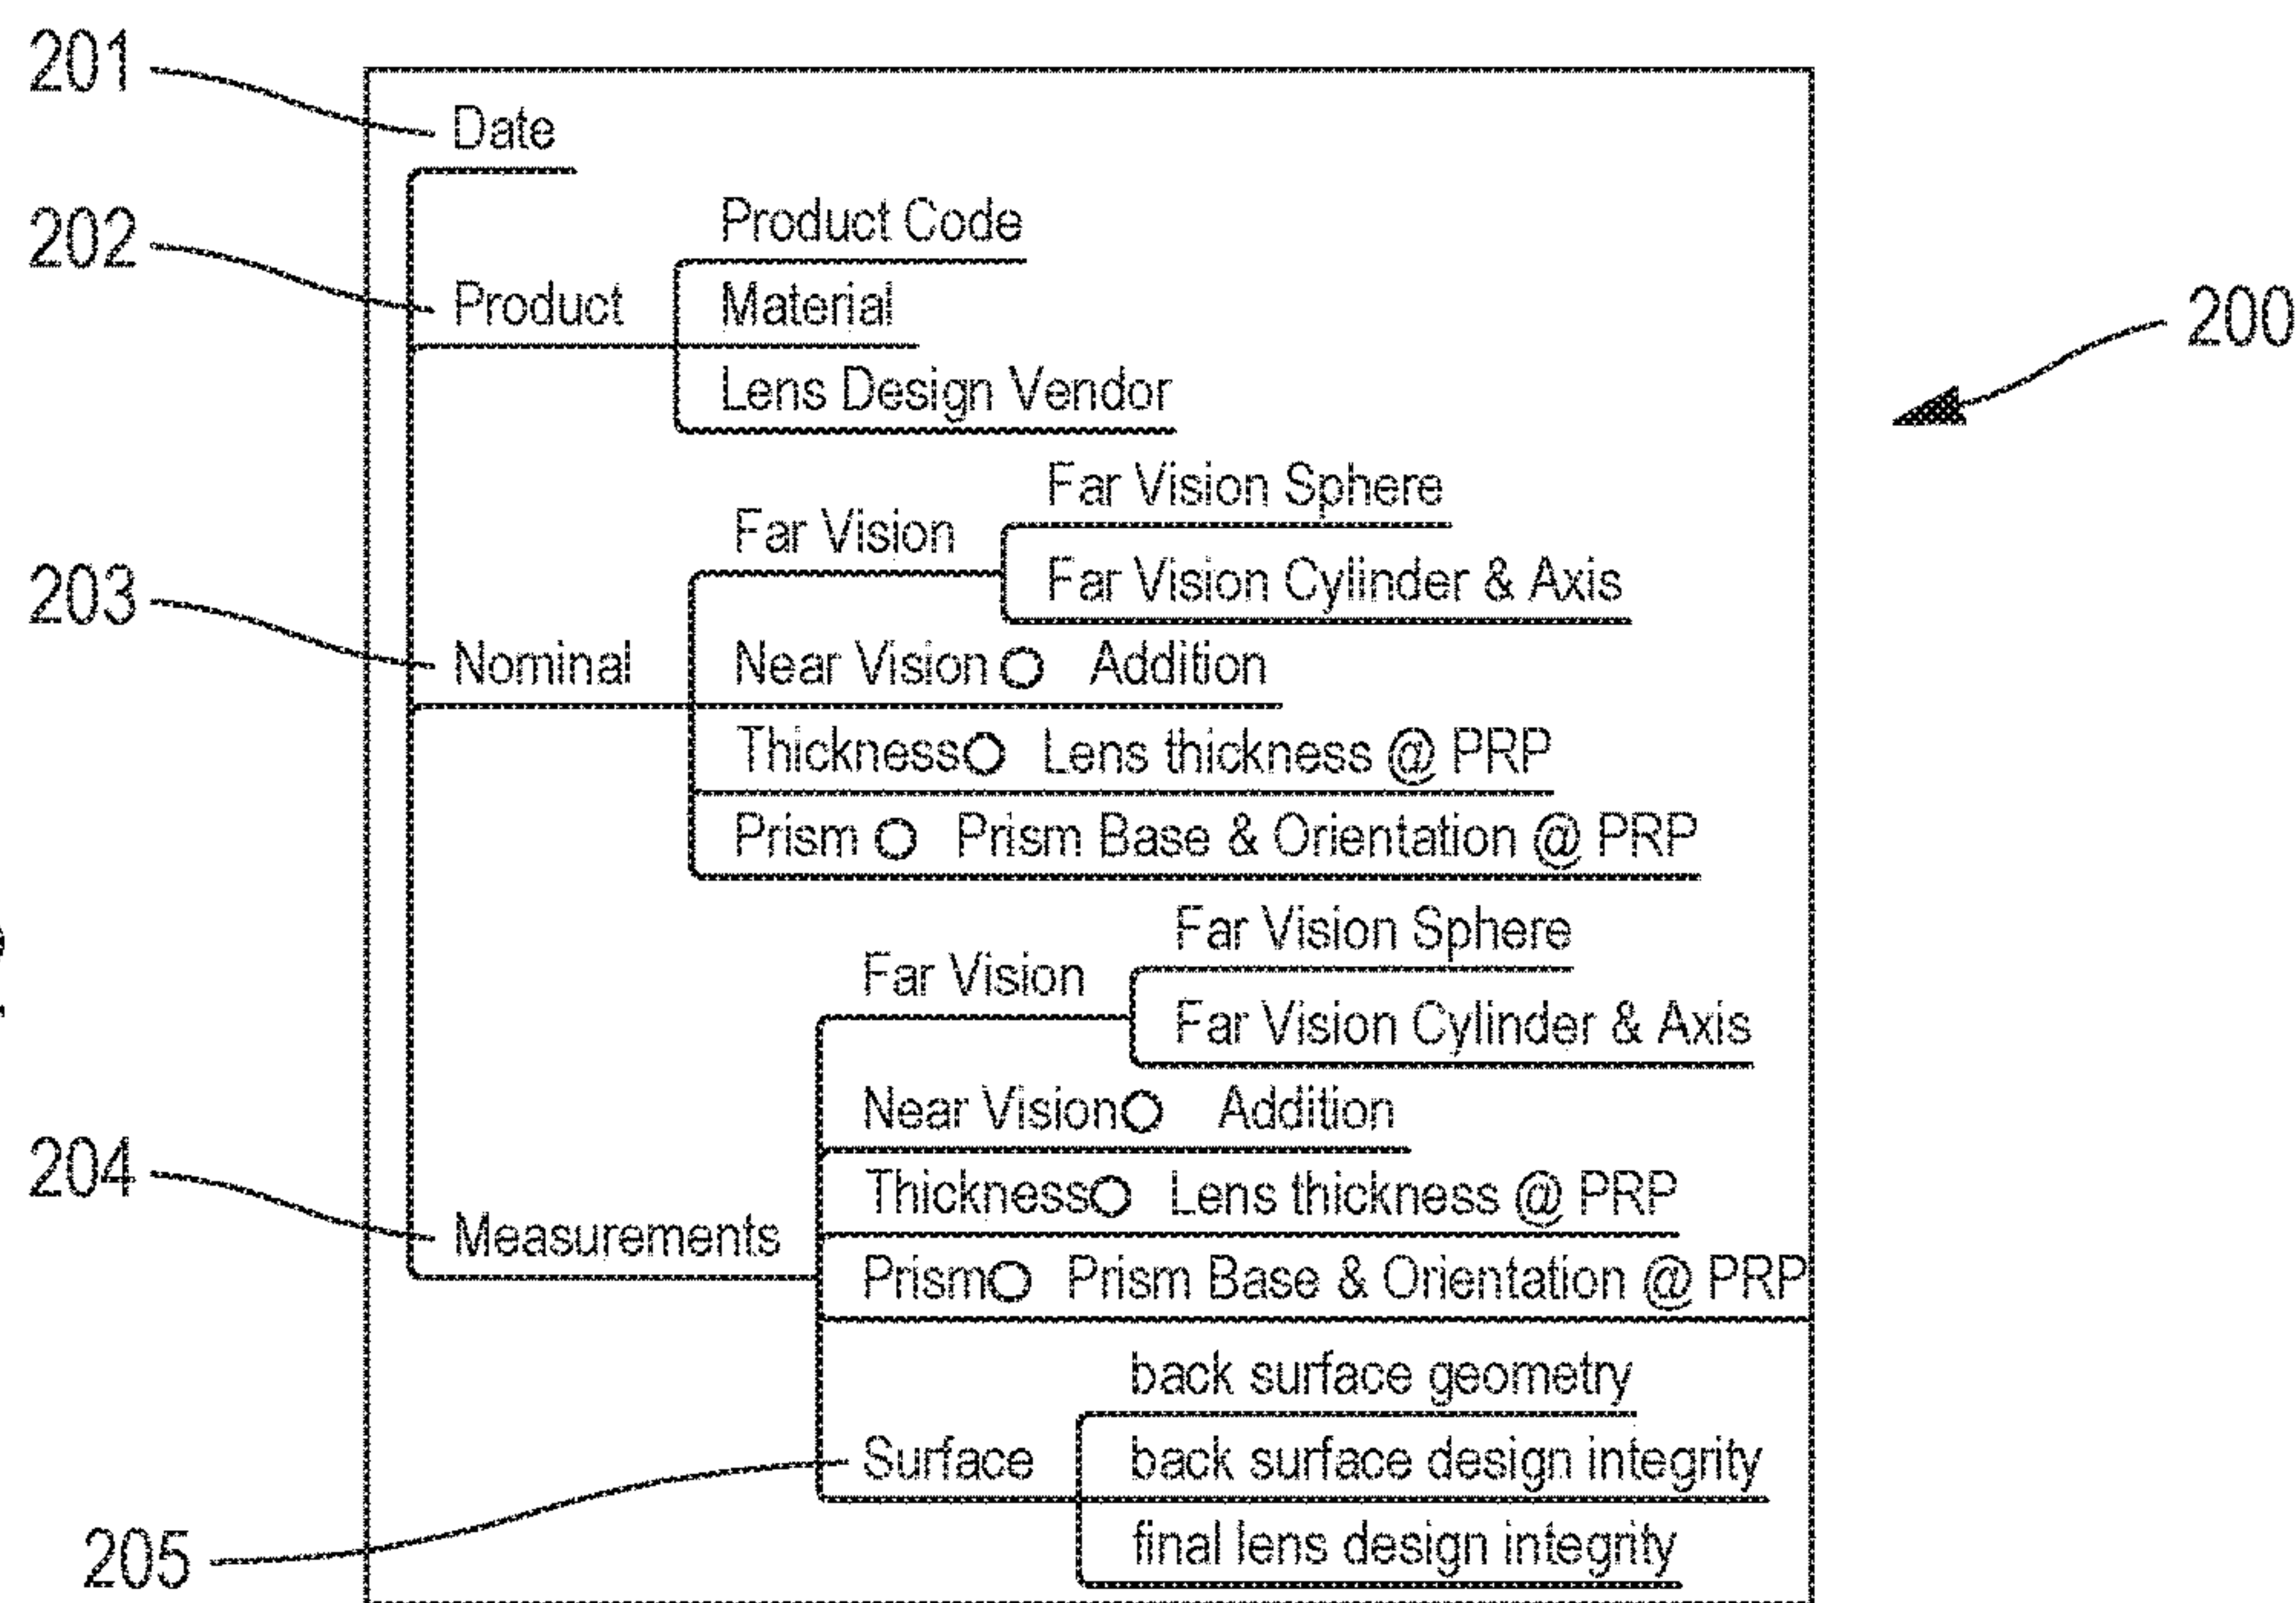 201
Date
202
Product Code
Product
Material
Lens Design Vendor
200
Far Vision Sphere
Far Vision
Far Vision Cylinder & Axis
203
Nominal
Near Vision Addition
Thickness Lens thickness @ PRP
Prism Prism Base & Orientation @ PRP
Far Vision Sphere
Far Vision
Far Vision Cylinder & Axis
Near Vision Addition
204
Thickness Lens thickness @ PRP
Measurements
Prism Prism Base & Orientation @ PRP
back surface geometry
Surface
back surface design integrity
205
final lens design integrity